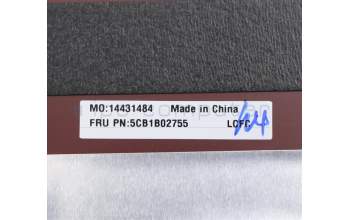 MO:14431484 Made in China
FRU PN:5CB1B02755 LCFC